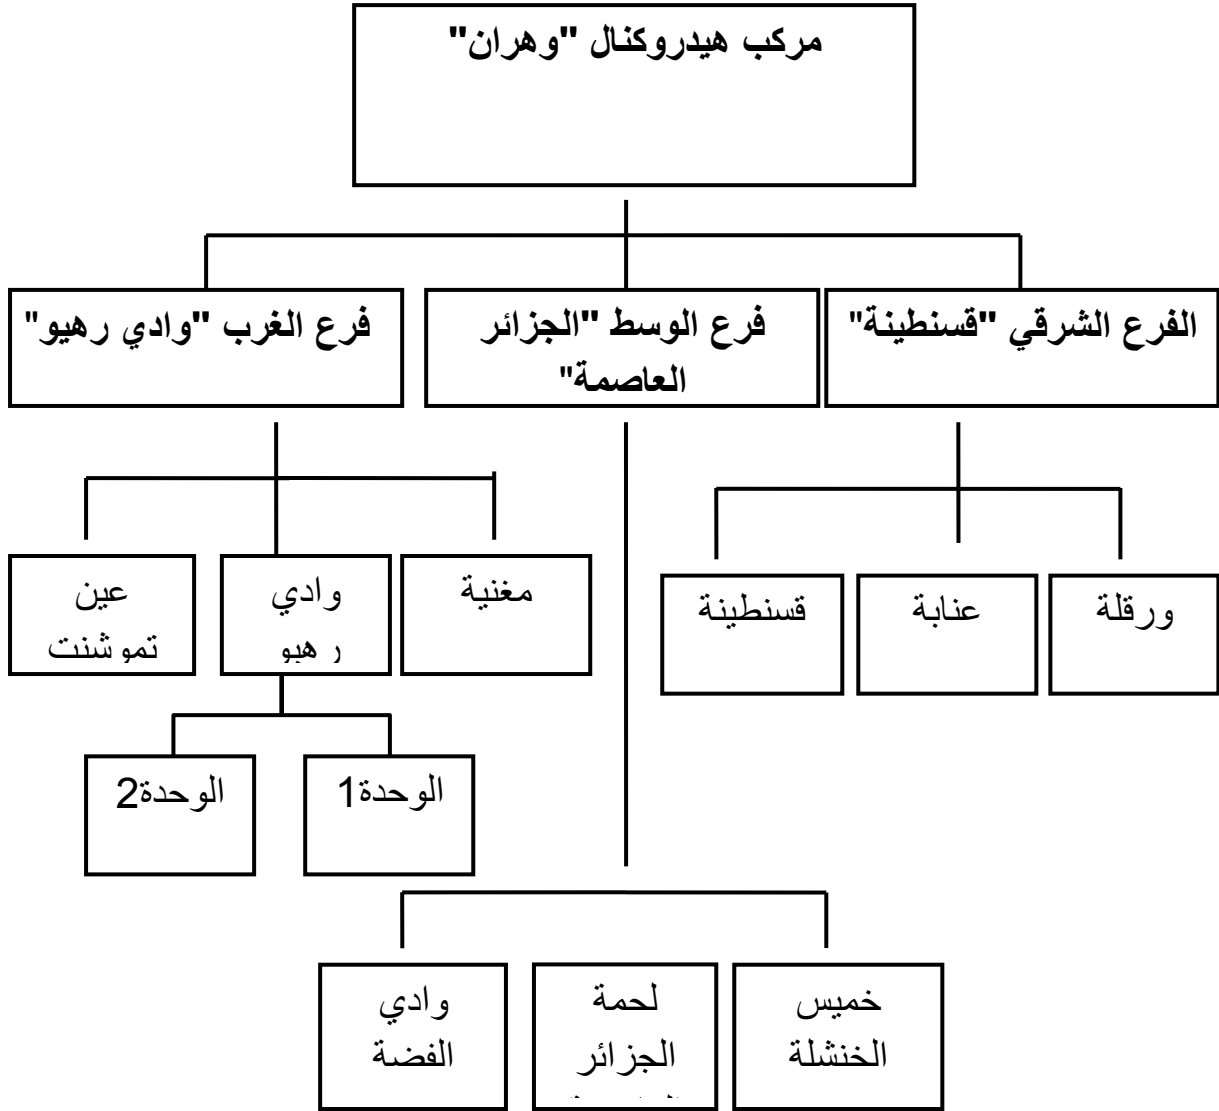 مركب هيدروكنال "وهران"
الفرع الشرقي "قسنطينة"
فرع الوسط "الجزائر
العاصمة"
فرع الغرب "وادي رهيو"
مغنية
وادي
رهيو
عين
تموشنت
ورقلة
عنابة
قسنطينة
الوحدة1
الوحدة2
خميس
الخنشلة
لحمة
الجزائر
وادي
الفضة